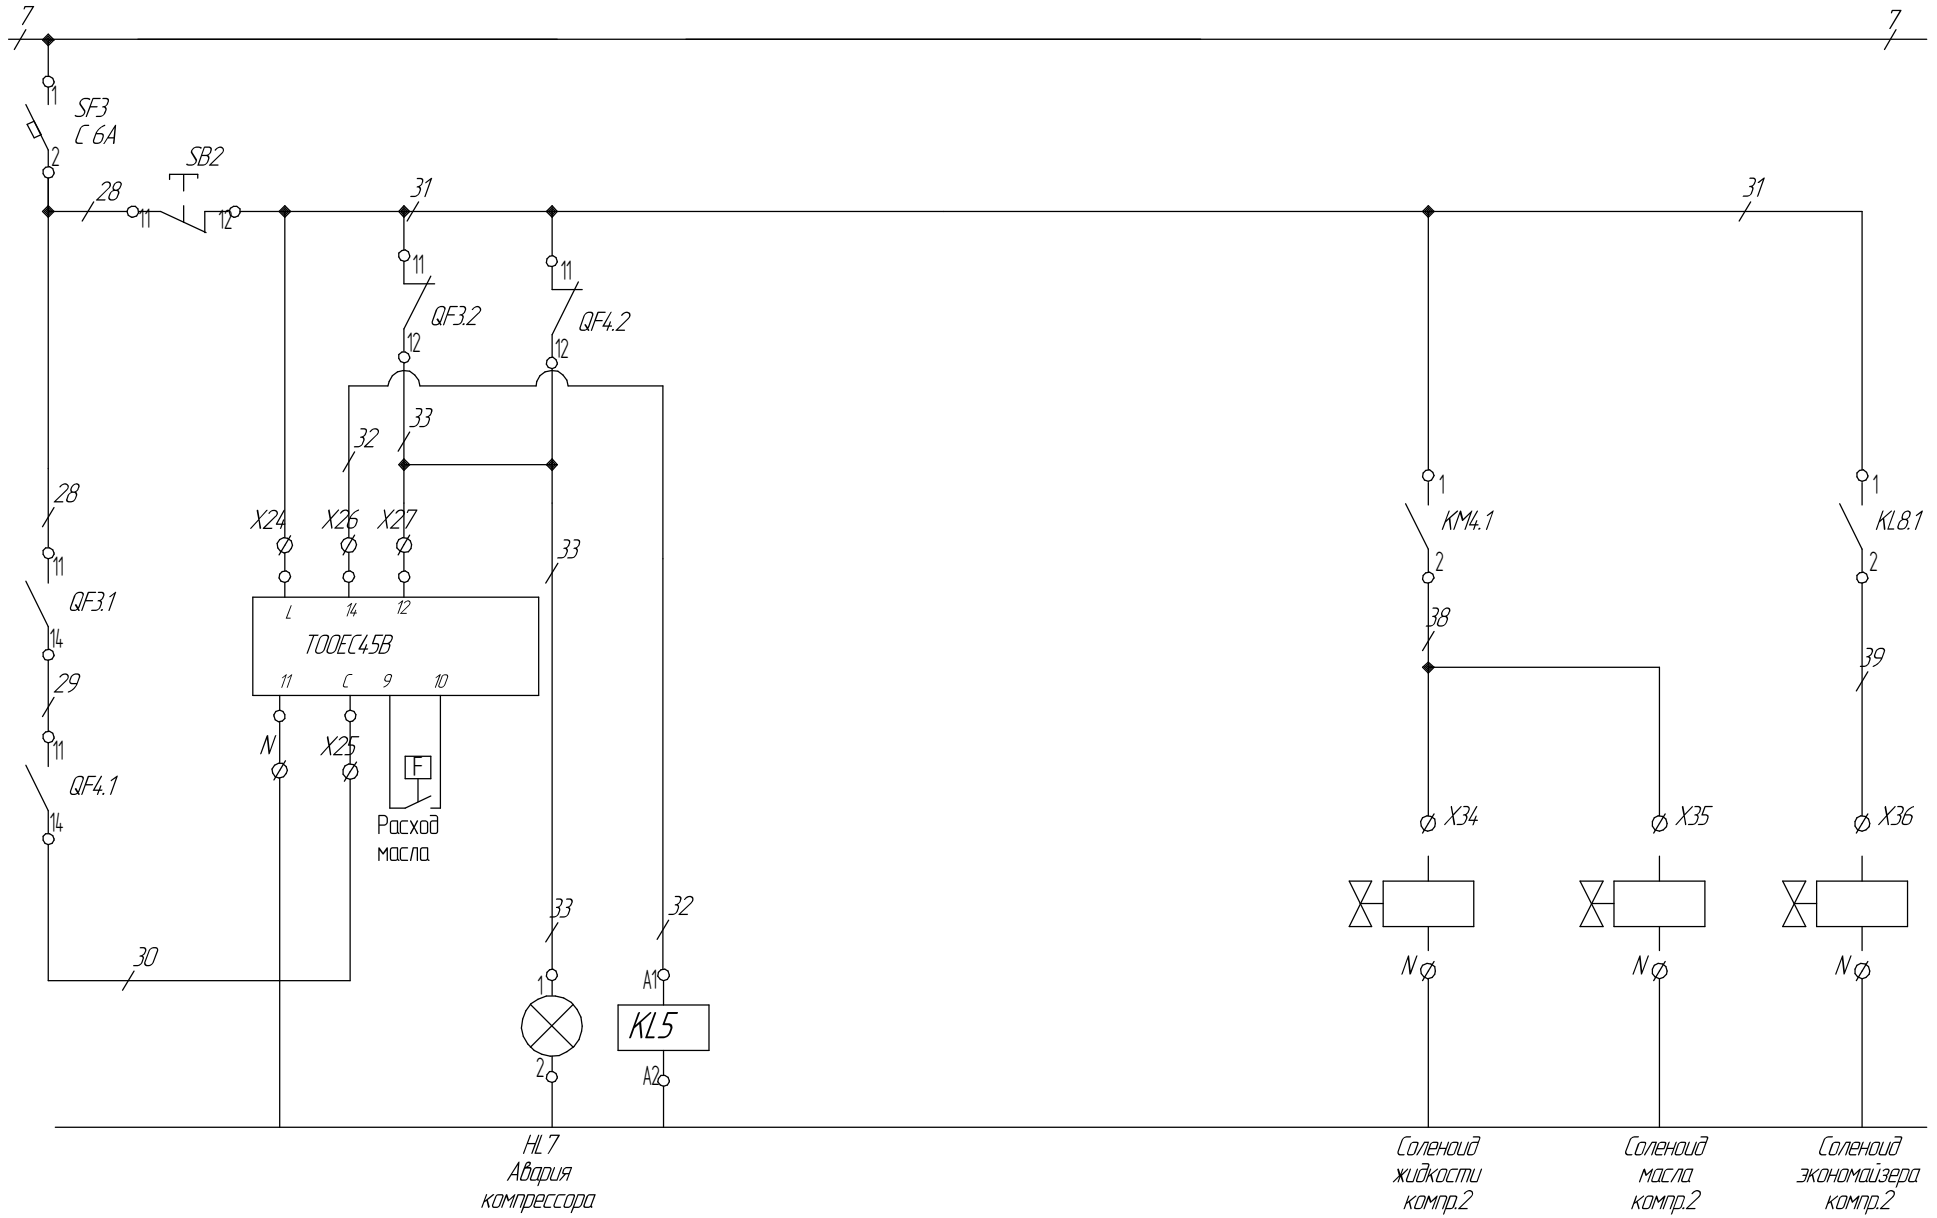 7
7
1
SF3
C 6A
2
SB2
28
11
12
31
31
11
QF3.2
12
11
QF4.2
12
33
32
28
X24
X26
X27
33
11
QF3.1
14
29
11
QF4.1
14
L
14
12
TOOEC45B
11
C
9
10
N
X25
F
Расход
масла
1
KM4.1
2
38
1
KL8.1
2
39
X34
X35
X36
33
32
30
1
2
A1
KL5
A2
N
N
N
HL7
Авария
компрессора
Соленоид
жидкости
компр.2
Соленоид
масла
компр.2
Соленоид
экономайзера
компр.2